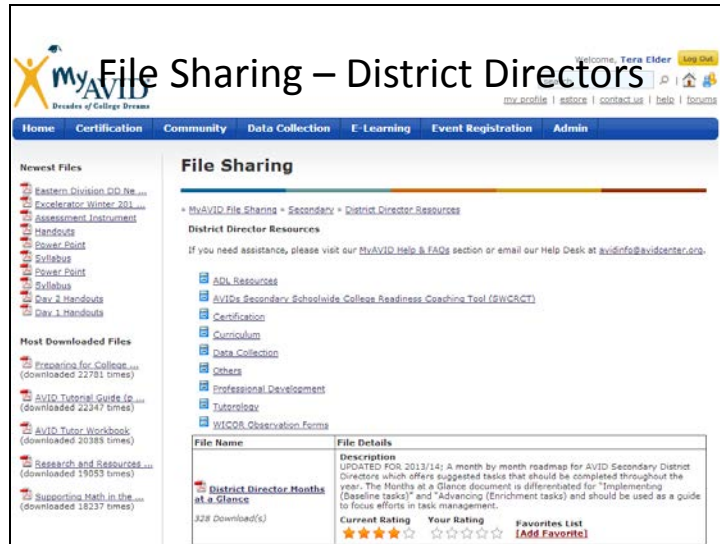 File Sharing – District Directors
MyAVID
Decades of College Dreams
Welcome, Tera Elder Log Out
my profile | estore | contact us | help | forums
Home Certification Community Data Collection E-Learning Event Registration Admin
Newest Files
Eastern Division DD Ne ...
Excelerator Winter 201 ...
Assessment Instrument
Handouts
Power Point
Syllabus
Power Point
Syllabus
Day 2 Handouts
Day 1 Handouts
Most Downloaded Files
Preparing for College ...
(downloaded 22781 times)
AVID Tutorial Guide (p ...
(downloaded 22347 times)
AVID Tutor Workbook
(downloaded 20385 times)
Research and Resources ...
(downloaded 19053 times)
Supporting Math in the ...
(downloaded 18237 times)
File Sharing
» MyAVID File Sharing » Secondary » District Director Resources
District Director Resources
If you need assistance, please visit our MyAVID Help & FAQs section or email our Help Desk at avidinfo@avidcenter.org.
ADL Resources
AVIDs Secondary Schoolwide College Readiness Coaching Tool (SWCRCT)
Certification
Curriculum
Data Collection
Others
Professional Development
Tutorology
WICOR Observation Forms
File Name File Details
District Director Months
at a Glance
328 Download(s)
Description
UPDATED FOR 2013/14; A month by month roadmap for AVID Secondary District
Directors which offers suggested tasks that should be completed throughout the
year. The Months at a Glance document is differentiated for "Implementing
(Baseline tasks)" and "Advancing (Enrichment tasks) and should be used as a guide
to focus efforts in task management.
Current Rating Your Rating Favorites List
[Add Favorite]